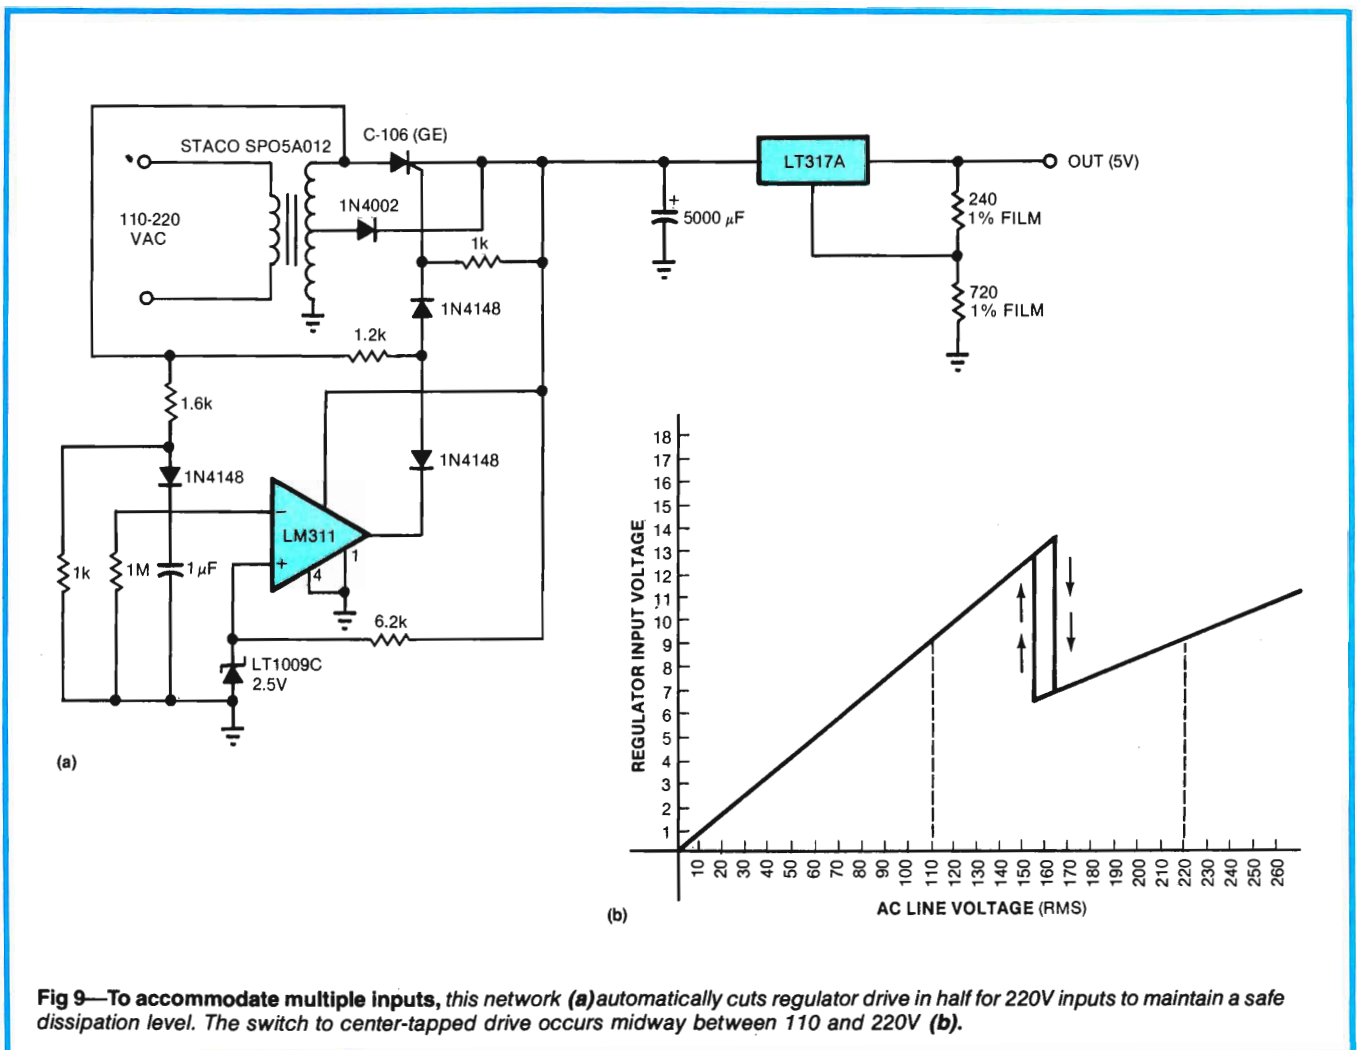 STACO SPO5A012
C-106 (GE)
110-220
VAC
1N4002
1k
1N4148
1.2k
1.6k
1N4148
1N4148
LM311
−
+
4
1
1k
1M
1 µF
6.2k
LT1009C
2.5V
+
5000 µF
LT317A
OUT (5V)
240
1% FILM
720
1% FILM
(a)
REGULATOR INPUT VOLTAGE
18
17
16
15
14
13
12
11
10
9
8
7
6
5
4
3
2
1
10 20 30 40 50 60 70 80 90 100 110 120 130 140 150 160 170 180 190 200 210 220 230 240 250 260
AC LINE VOLTAGE (RMS)
(b)
Fig 9—To accommodate multiple inputs, this network (a)automatically cuts regulator drive in half for 220V inputs to maintain a safe
dissipation level. The switch to center-tapped drive occurs midway between 110 and 220V (b).